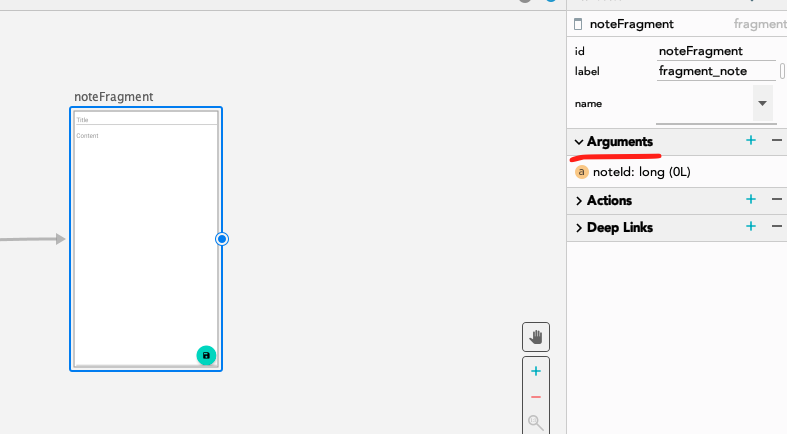 noteFragment
Title
Content
noteFragment fragment
id noteFragment
label fragment_note
name
Arguments
a noteId: long (0L)
Actions
Deep Links